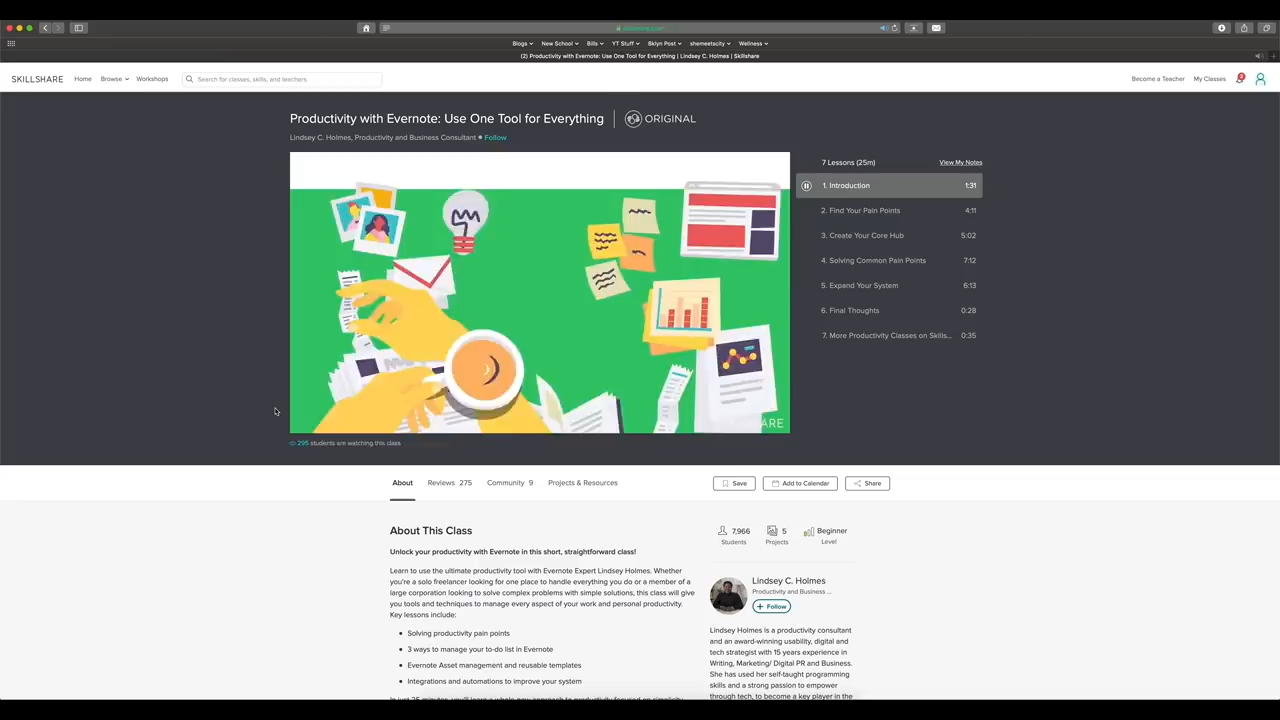 Blogs
New School
Bills
YT Stuff
Bklyn Post
shemeetscity
Wellness
(2) Productivity with Evernote: Use One Tool for Everything | Lindsey C. Holmes | Skillshare
SKILLSHARE
Home
Browse
Workshops
Search for classes, skills, and teachers
Become a Teacher
My Classes
Productivity with Evernote: Use One Tool for Everything
ORIGINAL
Lindsey C. Holmes, Productivity and Business Consultant
Follow
7 Lessons (25m)
View My Notes
1. Introduction 1:31
2. Find Your Pain Points 4:11
3. Create Your Core Hub 5:02
4. Solving Common Pain Points 7:12
5. Expand Your System 6:13
6. Final Thoughts 0:28
7. More Productivity Classes on Skills... 0:35
ARE
295 students are watching this class
About
Reviews 275
Community 9
Projects & Resources
Save
Add to Calendar
Share
About This Class
Unlock your productivity with Evernote in this short, straightforward class!
Learn to use the ultimate productivity tool with Evernote Expert Lindsey Holmes. Whether
you're a solo freelancer looking for one place to handle everything you do or a member of a
large corporation looking to solve complex problems with simple solutions, this class will give
you tools and techniques to manage every aspect of your work and personal productivity.
Key lessons include:
• Solving productivity pain points
• 3 ways to manage your to-do list in Evernote
• Evernote Asset management and reusable templates
• Integrations and automations to improve your system
7,966
Students
5
Projects
Beginner
Level
Lindsey C. Holmes
Productivity and Business ...
+ Follow
Lindsey Holmes is a productivity consultant
and an award-winning usability, digital and
tech strategist with 15 years experience in
Writing, Marketing/ Digital PR and Business.
She has used her self-taught programming
skills and a strong passion to empower
through tech, to become a key player in the